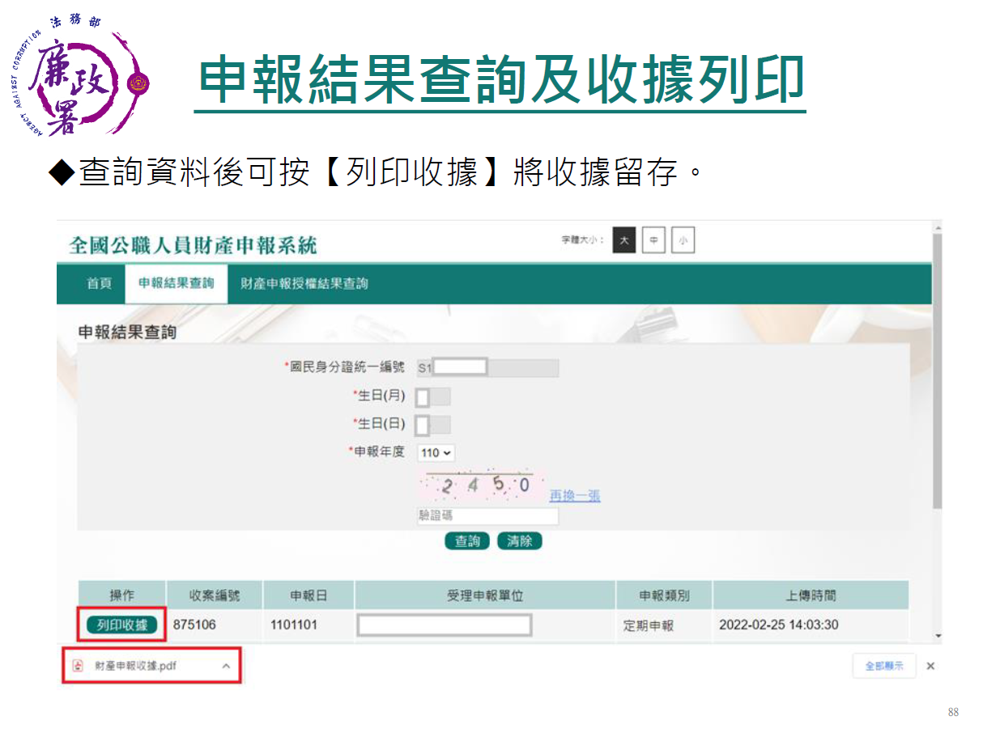 法務部
廉政署
AGENCY AGAINST CORRUPTION
申報結果查詢及收據列印
◆查詢資料後可按【列印收據】將收據留存。
全國公職人員財產申報系統
字體大小： 大 中 小
首頁 申報結果查詢 財產申報授權結果查詢
申報結果查詢
*國民身分證統一編號 S1
*生日(月)
*生日(日)
*申報年度 110
2450 再換一張
驗證碼
查詢 清除
操作 收案編號 申報日 受理申報單位 申報類別 上傳時間
列印收據 875106 1101101 定期申報 2022-02-25 14:03:30
財產申報收據.pdf 全部顯示 ×
88